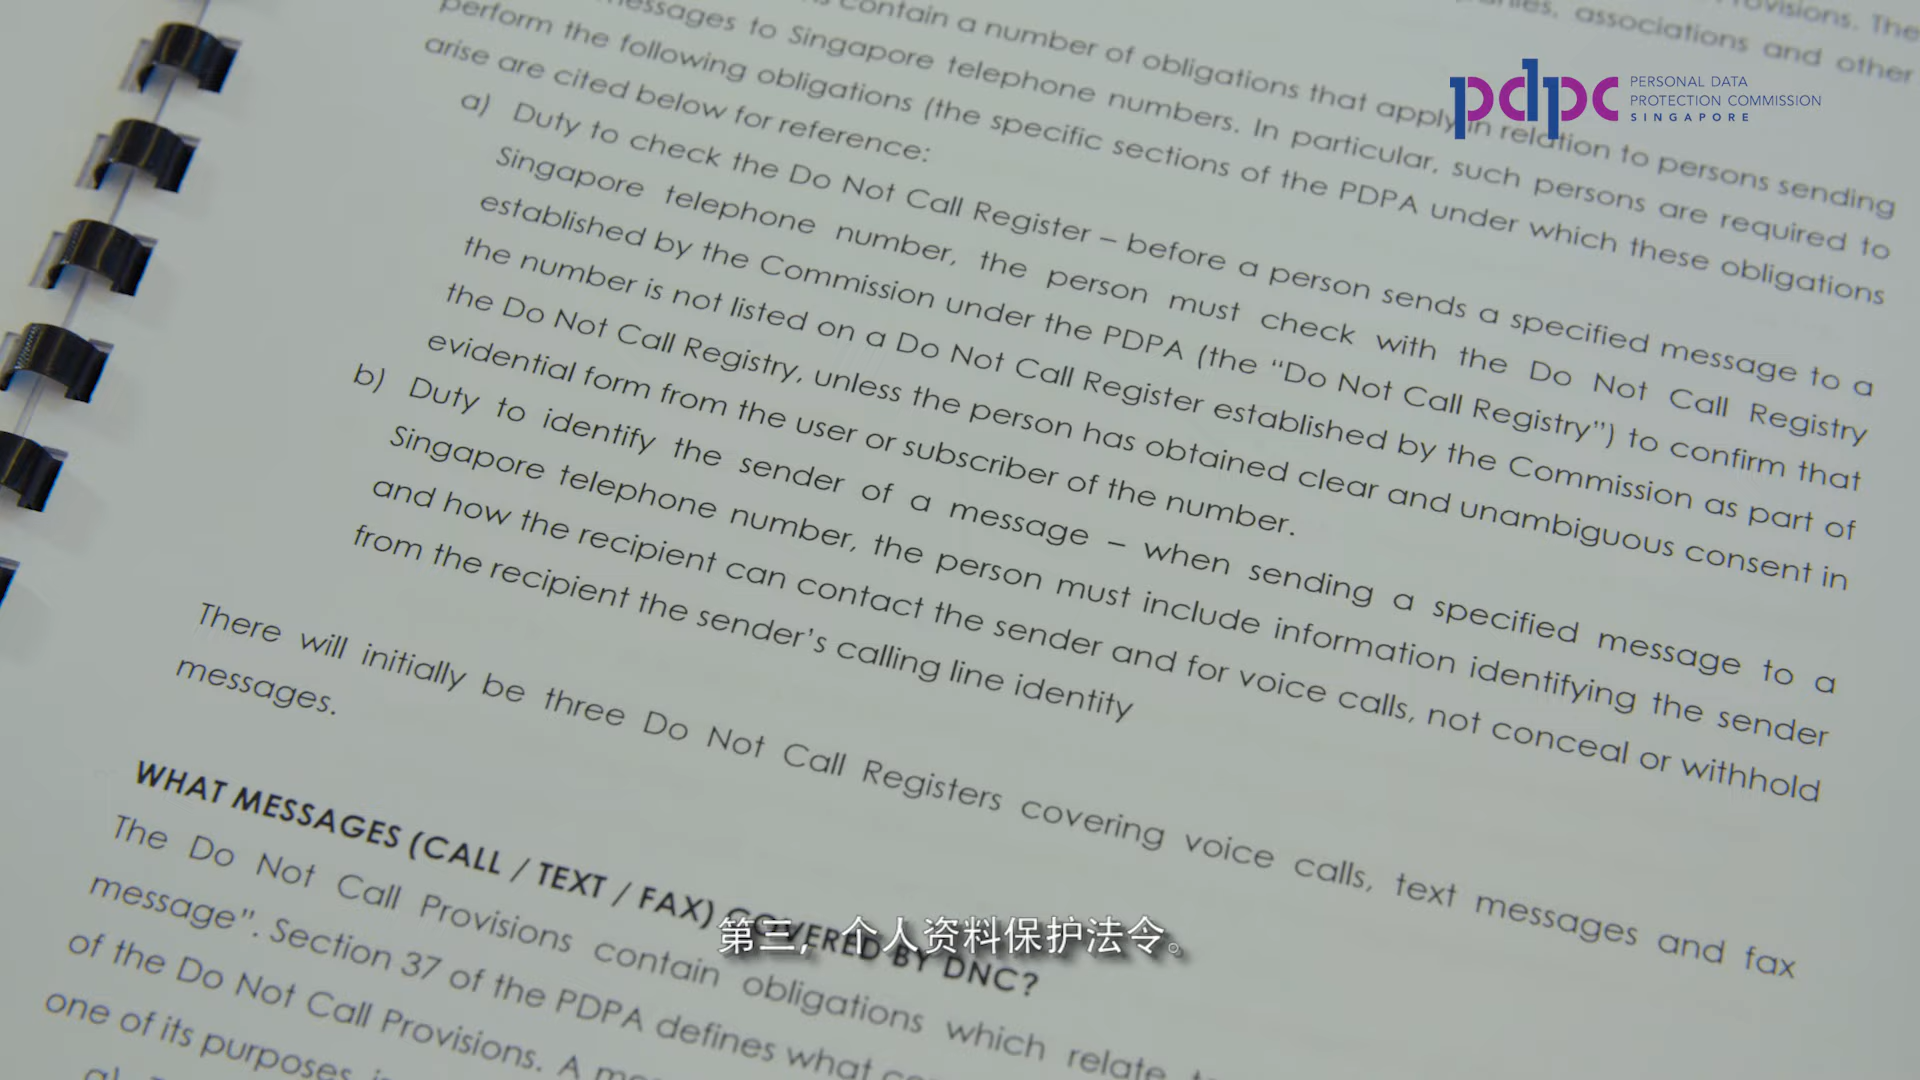 provisions. The
contain a number of obligations that apply in relation to persons sending
messages to Singapore telephone numbers. In particular, such persons are required to
perform the following obligations (the specific sections of the PDPA under which these obligations
arise are cited below for reference:
associations and other
a) Duty to check the Do Not Call Register – before a person sends a specified message to a
Singapore telephone number, the person must check with the Do Not Call Registry
established by the Commission under the PDPA (the “Do Not Call Registry”) to confirm that
the number is not listed on a Do Not Call Register established by the Commission as part of
the Do Not Call Registry, unless the person has obtained clear and unambiguous consent in
evidential form from the user or subscriber of the number.
b) Duty to identify the sender of a message – when sending a specified message to a
Singapore telephone number, the person must include information identifying the sender
and how the recipient can contact the sender and for voice calls, not conceal or withhold
from the recipient the sender’s calling line identity
There will initially be three Do Not Call Registers covering voice calls, text messages and fax
messages.
WHAT MESSAGES (CALL / TEXT / FAX) COVERED BY DNC?
The Do Not Call Provisions contain obligations which relate
message”. Section 37 of the PDPA defines what
of the Do Not Call Provisions. A
one of its purposes
a)
pdpc
PERSONAL DATA
PROTECTION COMMISSION
SINGAPORE
第三，个人资料保护法令。